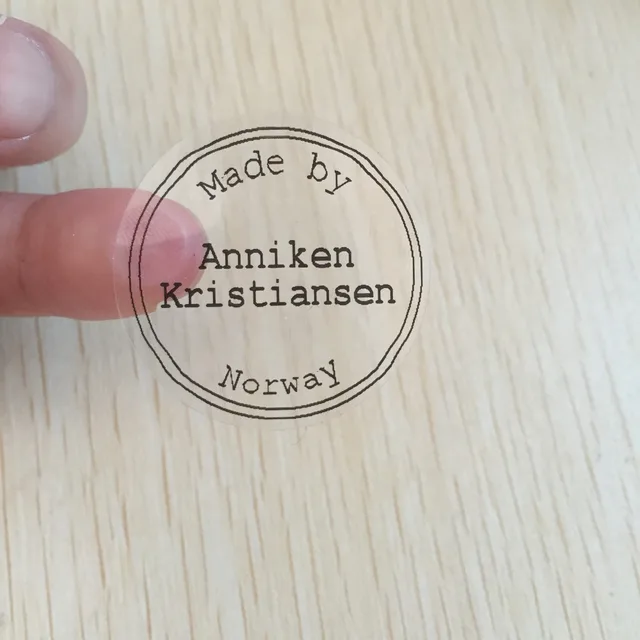 Made by
Anniken
Kristiansen
Norway